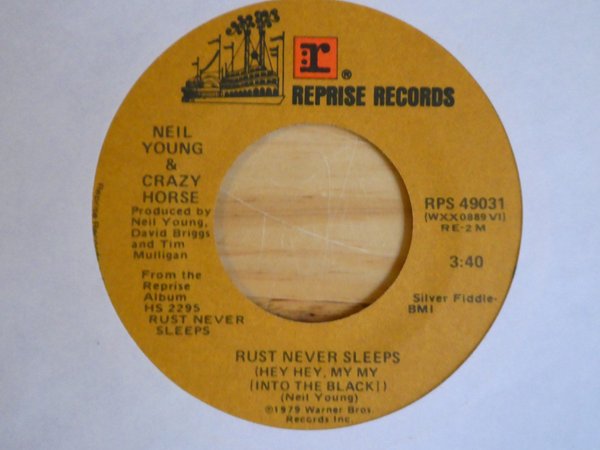 r ®
REPRISE RECORDS
NEIL
YOUNG
&
CRAZY
HORSE
Produced by
Neil Young,
David Briggs
and Tim
Mulligan
From the
Reprise
Album
HS 2295
RUST NEVER
SLEEPS
RPS 49031
(WXX0889 V1)
RE-2 M
3:40
Silver Fiddle-
BMI
RUST NEVER SLEEPS
(HEY HEY, MY MY
[INTO THE BLACK])
(Neil Young)
©1979 Warner Bros.
Records Inc.